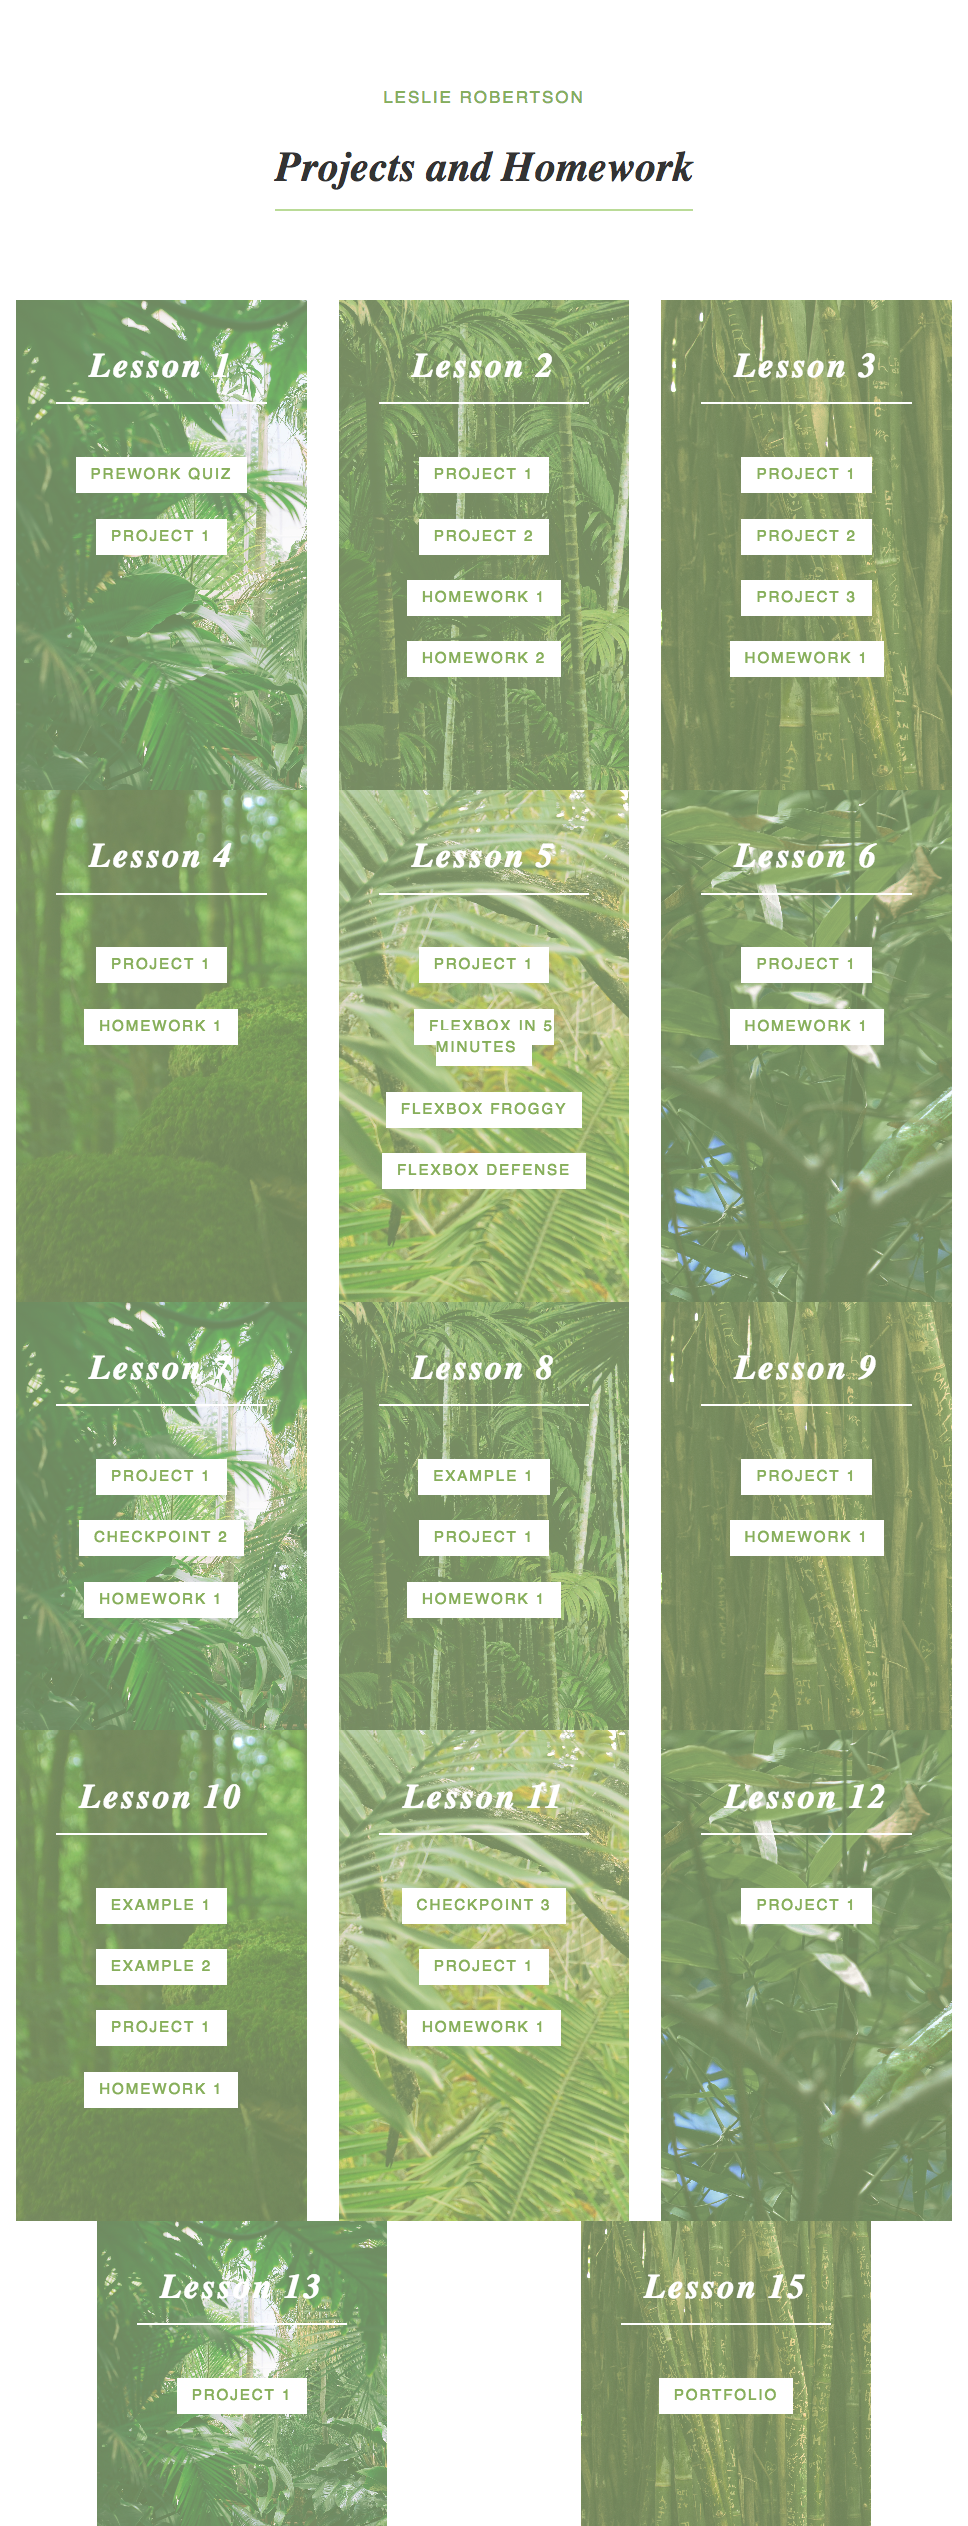 LESLIE ROBERTSON
Projects and Homework
Lesson 1
PREWORK QUIZ
PROJECT 1
Lesson 2
PROJECT 1
PROJECT 2
HOMEWORK 1
HOMEWORK 2
Lesson 3
PROJECT 1
PROJECT 2
PROJECT 3
HOMEWORK 1
Lesson 4
PROJECT 1
HOMEWORK 1
Lesson 5
PROJECT 1
FLEXBOX IN 5
MINUTES
FLEXBOX FROGGY
FLEXBOX DEFENSE
Lesson 6
PROJECT 1
HOMEWORK 1
Lesson 7
PROJECT 1
CHECKPOINT 2
HOMEWORK 1
Lesson 8
EXAMPLE 1
PROJECT 1
HOMEWORK 1
Lesson 9
PROJECT 1
HOMEWORK 1
Lesson 10
EXAMPLE 1
EXAMPLE 2
PROJECT 1
HOMEWORK 1
Lesson 11
CHECKPOINT 3
PROJECT 1
HOMEWORK 1
Lesson 12
PROJECT 1
Lesson 13
PROJECT 1
Lesson 15
PORTFOLIO